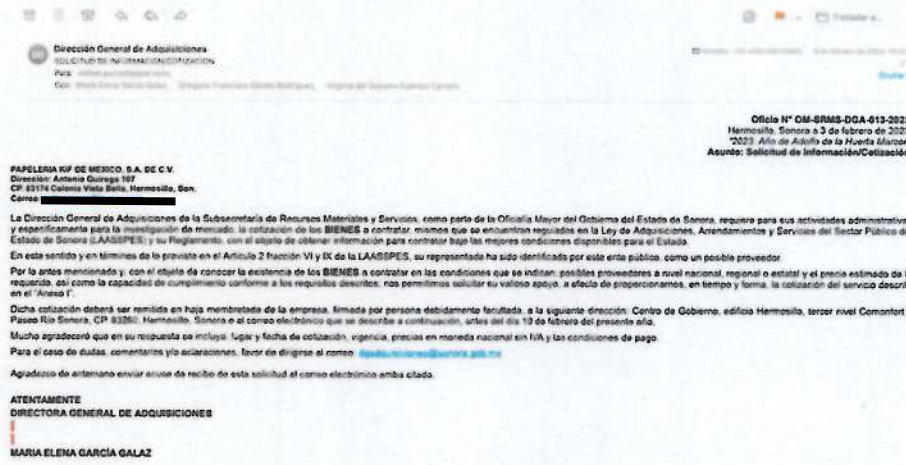 Trasladar a...
Dirección General de Adquisiciones
SOLICITUD DE INFORMACIÓN/COTIZACIÓN
Para:
Cco: Maria Elena García Galaz,
Oficio N° OM-SRMS-DGA-013-2023
Hermosillo, Sonora a 3 de febrero de 2023
"2023: Año de Adolfo de la Huerta Marcor
Asunto: Solicitud de Información/Cotización
PAPELERIA KIF DE MEXICO, S.A. DE C.V.
Dirección: Antonio Quiroga 107
CP. 83174 Colonia Vista Bella, Hermosillo, Son.
Correo:
La Dirección General de Adquisiciones de la Subsecretaría de Recursos Materiales y Servicios, como parte de la Oficialía Mayor del Gobierno del Estado de Sonora, requiere para sus actividades administrativa
y específicamente para la investigación de mercado, la cotización de los BIENES a contratar, mismos que se encuentran regulados en la Ley de Adquisiciones, Arrendamientos y Servicios del Sector Público de
Estado de Sonora (LAASSPES) y su Reglamento, con el objeto de obtener información para contratar bajo las mejores condiciones disponibles para el Estado.
En este sentido y en términos de lo previsto en el Artículo 2 fracción VI y IX de la LAASSPES, su representada ha sido identificada por este ente público, como un posible proveedor.
Por lo antes mencionado y, con el objeto de conocer la existencia de los BIENES a contratar en las condiciones que se indican; posibles proveedores a nivel nacional, regional o estatal y el precio estimado de l
requerido, así como la capacidad de cumplimiento conforme a los requisitos descritos; nos permitimos solicitar su valioso apoyo, a efecto de proporcionarnos, en tiempo y forma, la cotización del servicio descrit
en el "Anexo I".
Dicha cotización deberá ser remitida en hoja membretada de la empresa, firmada por persona debidamente facultada, a la siguiente dirección: Centro de Gobierno, edificio Hermosillo, tercer nivel Comonfort
Paseo Río Sonora, CP. 83260, Hermosillo, Sonora o al correo electrónico que se describe a continuación, antes del día 10 de febrero del presente año.
Mucho agradeceré que en su respuesta se incluya: lugar y fecha de cotización, vigencia, precios en moneda nacional sin IVA y las condiciones de pago.
Para el caso de dudas, comentarios y/o aclaraciones, favor de dirigirse al correo:
Agradezco de antemano enviar acuse de recibo de esta solicitud al correo electrónico arriba citado.
ATENTAMENTE
DIRECTORA GENERAL DE ADQUISICIONES
MARIA ELENA GARCÍA GALAZ